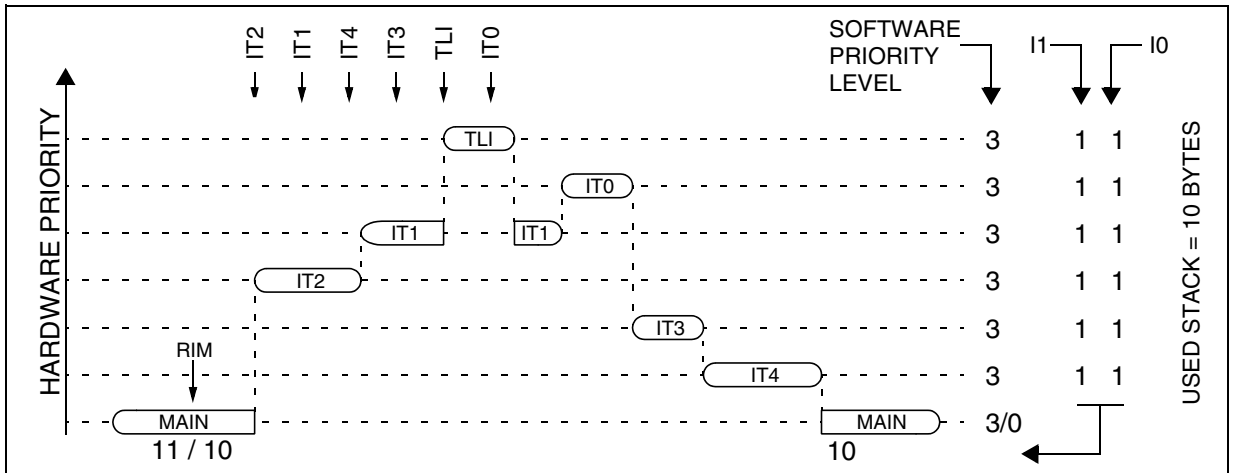 IT2
IT1
IT4
IT3
TLI
IT0
SOFTWARE
PRIORITY
LEVEL
I1
I0
HARDWARE PRIORITY
TLI
3
1 1
IT0
3
1 1
IT1
IT1
3
1 1
IT2
3
1 1
IT3
3
1 1
RIM
IT4
3
1 1
MAIN
MAIN
3/0
11 / 10
10
USED STACK = 10 BYTES